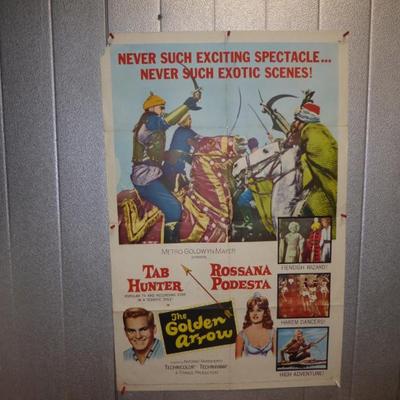 NEVER SUCH EXCITING SPECTACLE...
NEVER SUCH EXOTIC SCENES!
METRO-GOLDWYN-MAYER
TAB HUNTER
ROSSANA PODESTA
The Golden Arrow
TECHNICOLOR TECHNIRAMA
FIENDISH WIZARD!
HAREM DANCERS!
HIGH ADVENTURE!